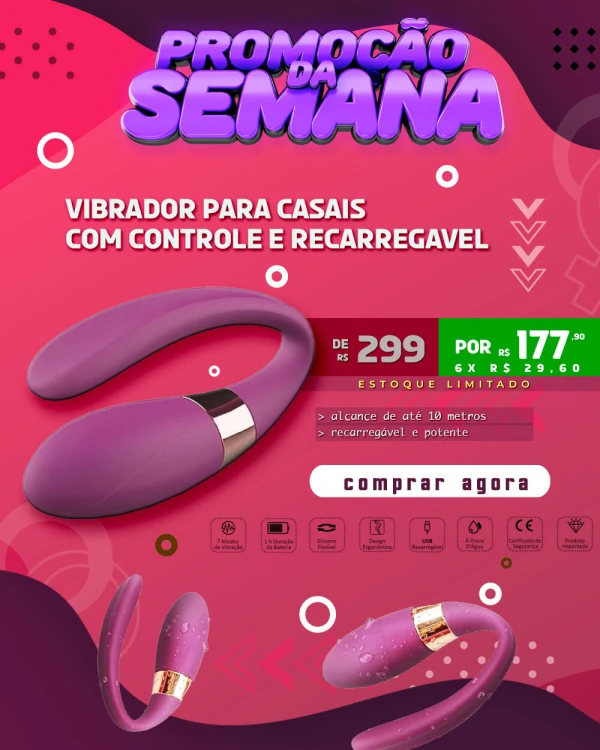 PROMOÇÃO
DA
SEMANA
VIBRADOR PARA CASAIS
COM CONTROLE E RECARREGAVEL
DE R$ 299
POR R$ 177,90
6X R$ 29,60
ESTOQUE LIMITADO
> alcance de até 10 metros
> recarregável e potente
comprar agora
7 Modos de Vibração
1 h Duração da Bateria
Silicone Flexível
Design Ergonômico
USB Recarregável
À Prova D'Água
CE Certificado de Segurança
Produto Importado